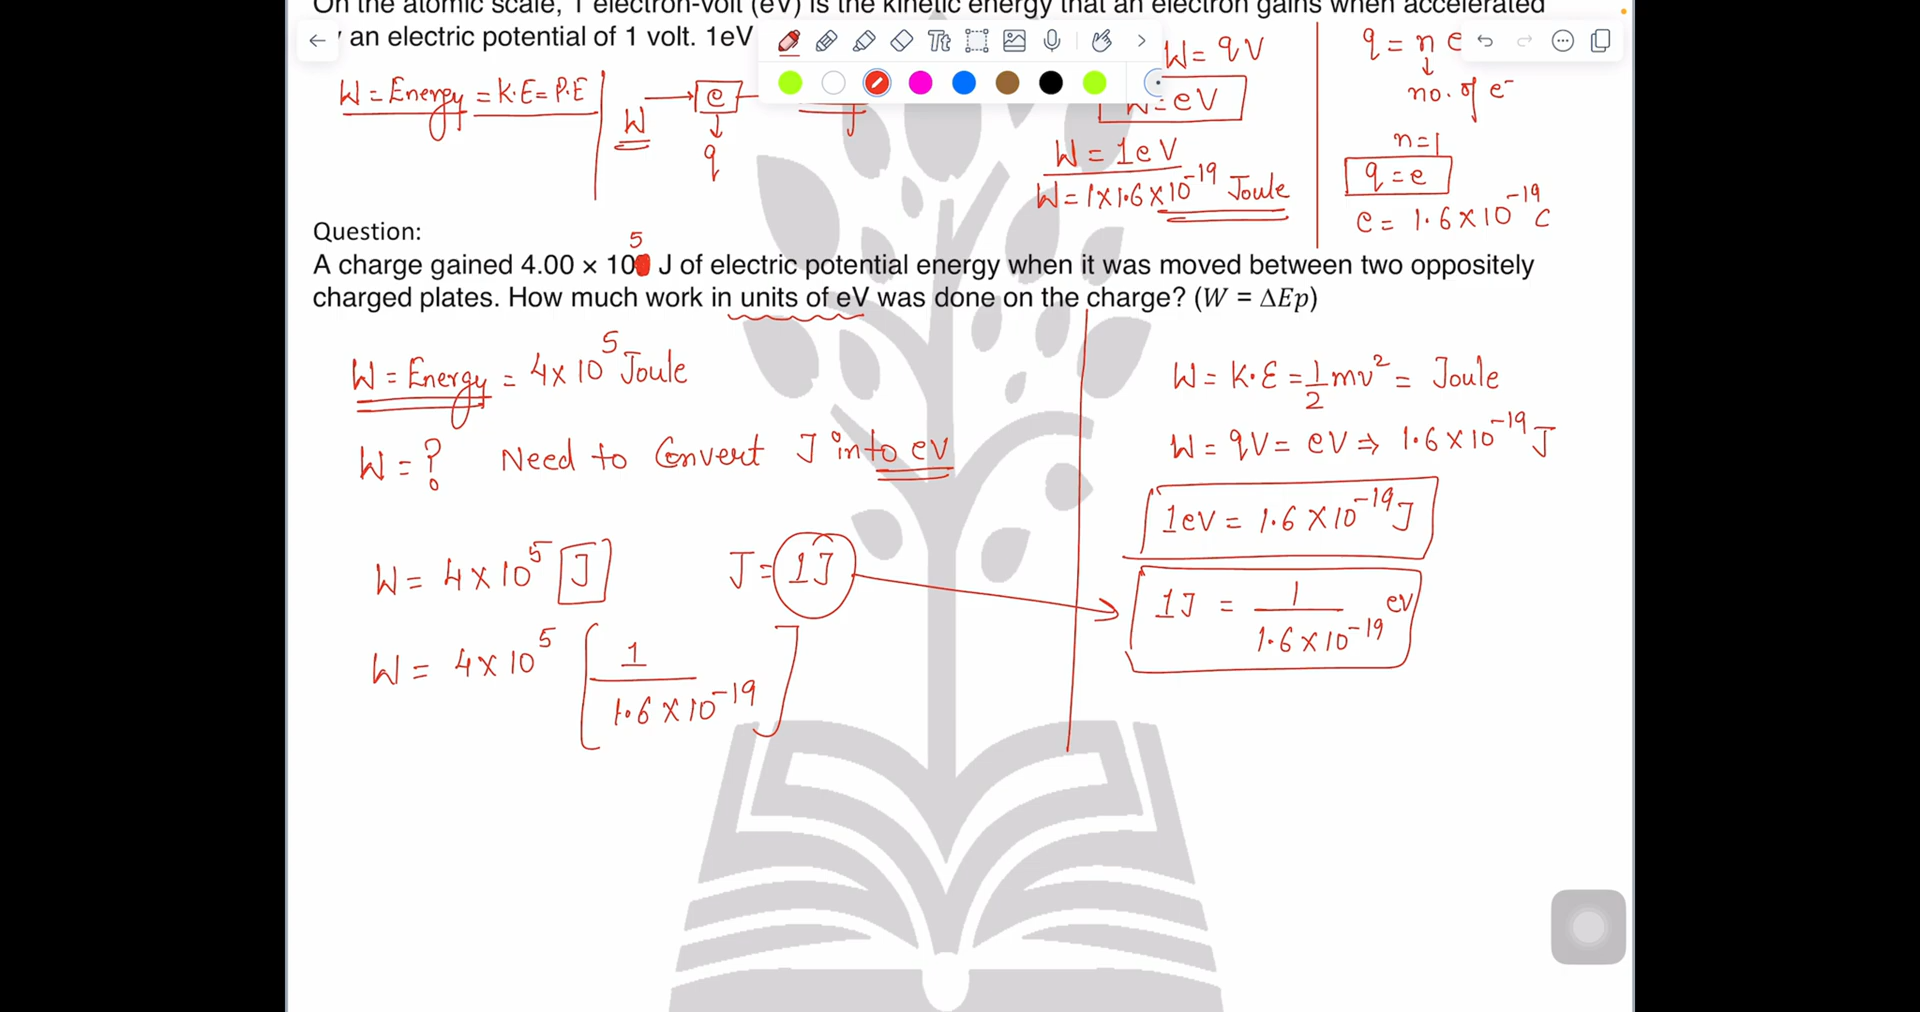 On the atomic scale, 1 electron-volt (eV) is the kinetic energy that an electron gains when accelerated
an electric potential of 1 volt. 1eV
Tt
W = qV
q = n e
W = Energy = K.E = P.E
W
e
q
J
W = eV
no. of e⁻
W = 1eV
W = 1×1.6×10⁻¹⁹ Joule
n=1
q = e
e = 1.6×10⁻¹⁹ C
Question:
5
A charge gained 4.00 × 10 J of electric potential energy when it was moved between two oppositely
charged plates. How much work in units of eV was done on the charge? (W = ΔEp)
W = Energy = 4×10⁵ Joule
W = ? Need to Convert J into eV
W = 4×10⁵ J
J = 1J
W = 4×10⁵ [1/1.6×10⁻¹⁹]
W = K.E = 1/2 mv² = Joule
W = qV = eV ⇒ 1.6×10⁻¹⁹ J
1eV = 1.6×10⁻¹⁹ J
1J = 1/1.6×10⁻¹⁹ eV